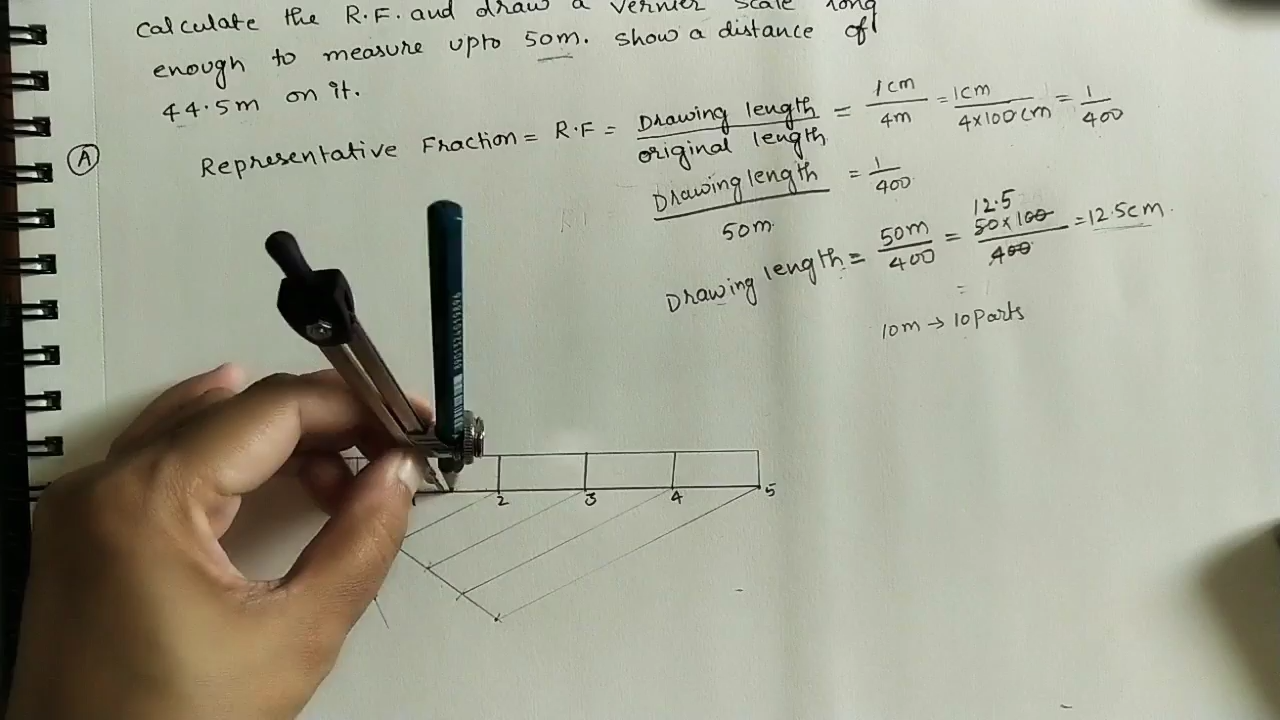 calculate the R.F. and draw a vernier scale long
enough to measure upto 50m. show a distance of
44.5m on it.
A
Representative Fraction = R.F = Drawing length / original length = 1cm / 4m = 1cm / 4x100cm = 1 / 400
Drawing length / 50m = 1 / 400
Drawing length = 50m / 400 = 12.5 50x100 / 400 = 12.5cm.
=
10m → 10 parts
2 3 4 5